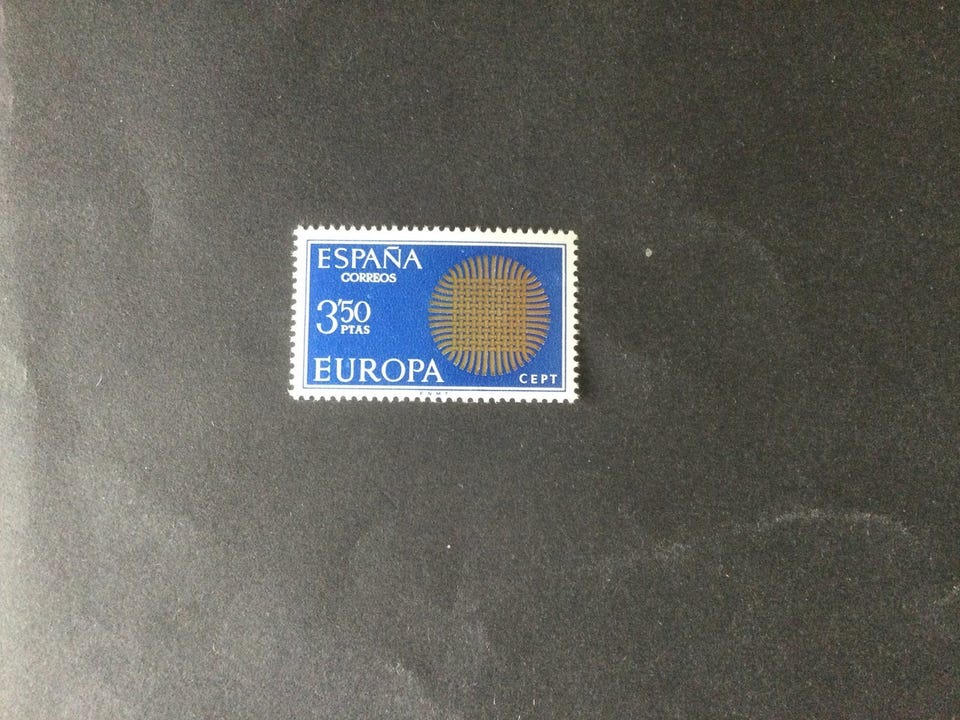 ESPAÑA
CORREOS
3'50
PTAS
EUROPA
CEPT
F.N.M.T.